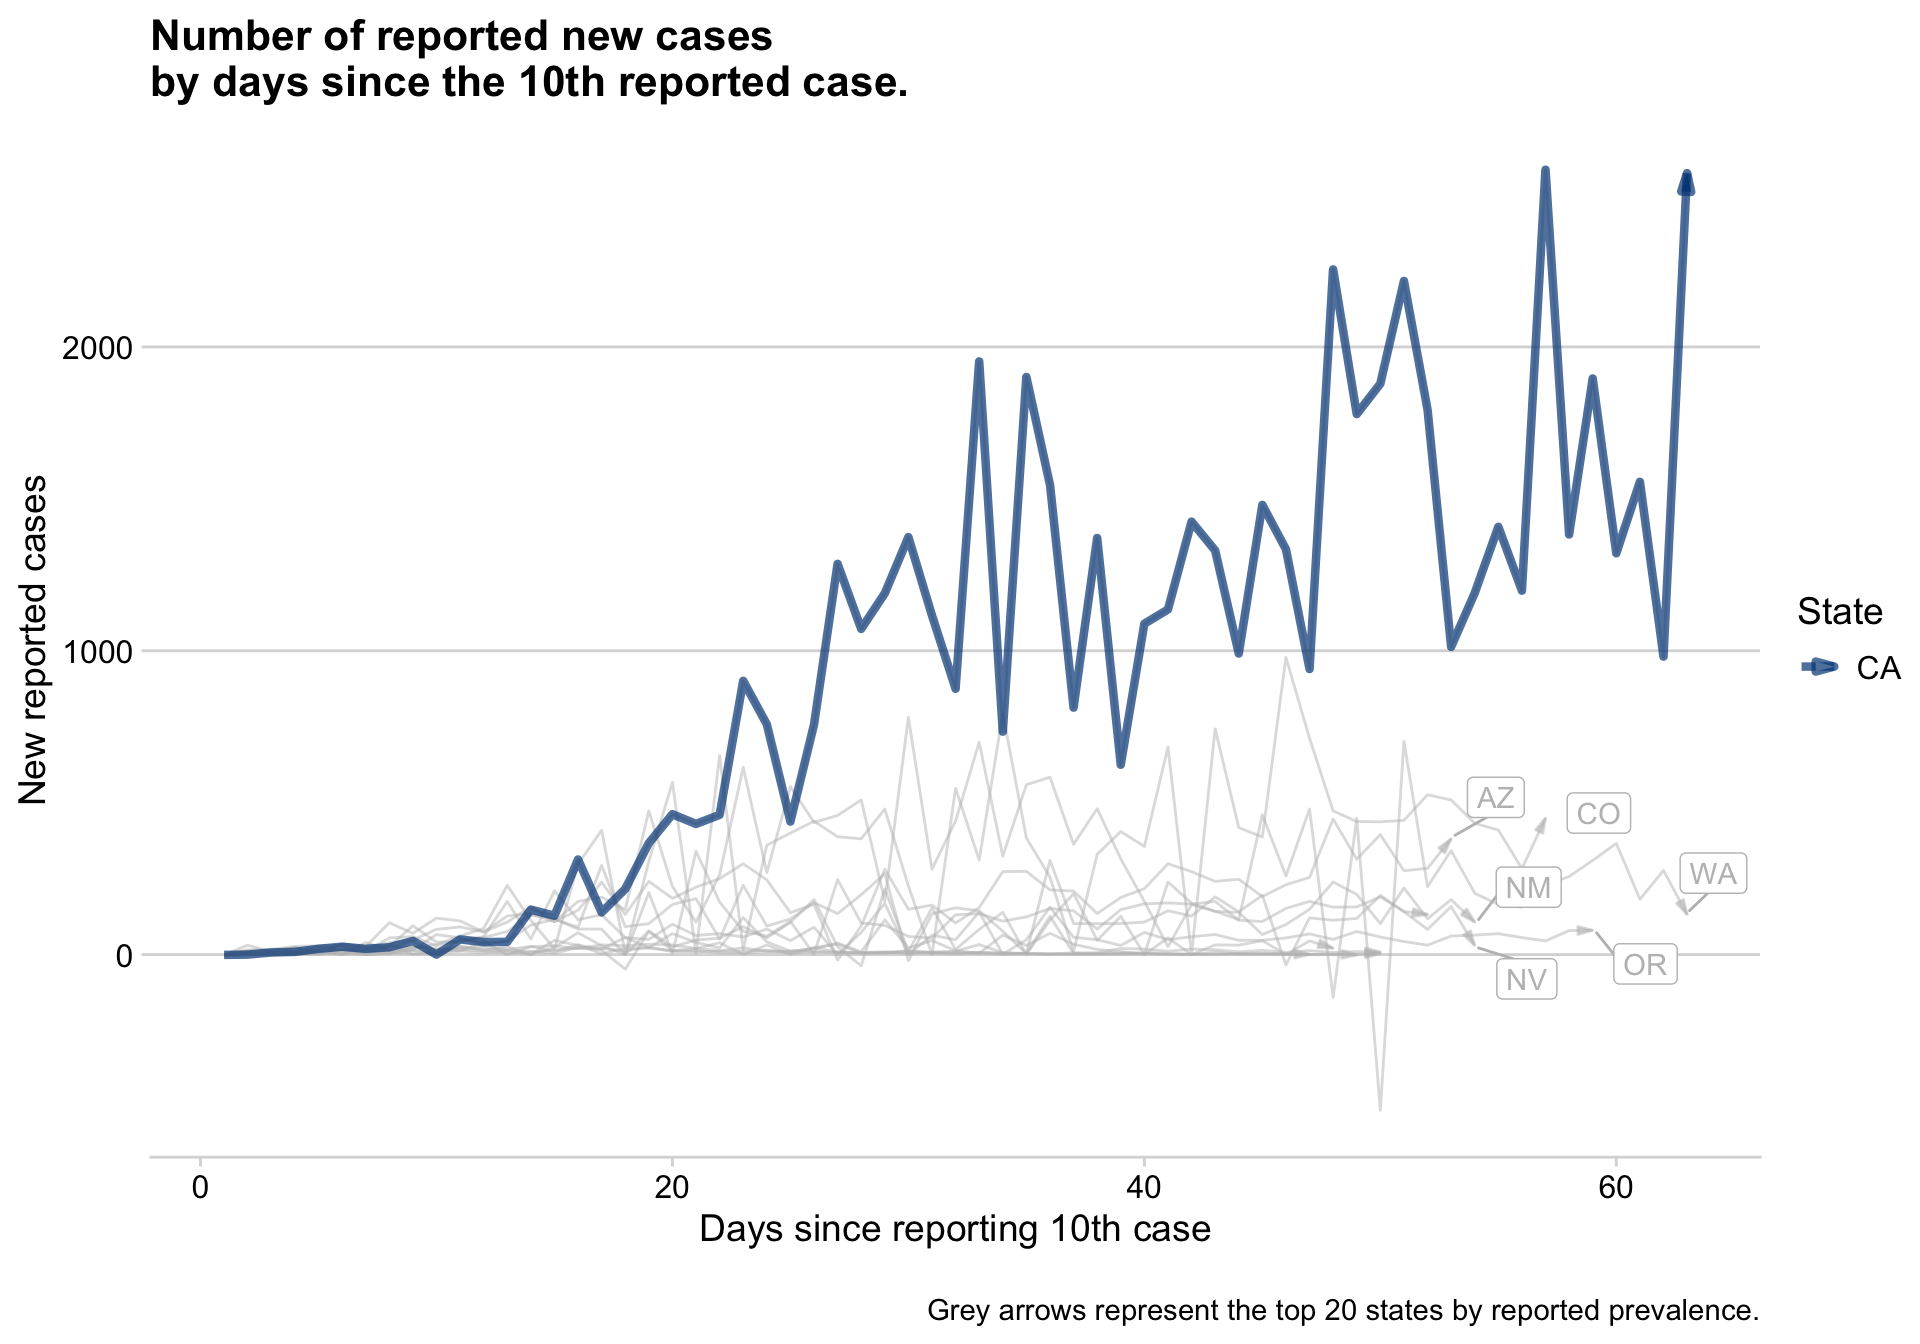 Number of reported new cases
by days since the 10th reported case.
New reported cases
2000
1000
0
AZ
CO
NM
WA
NV
OR
0
20
40
60
Days since reporting 10th case
State
CA
Grey arrows represent the top 20 states by reported prevalence.